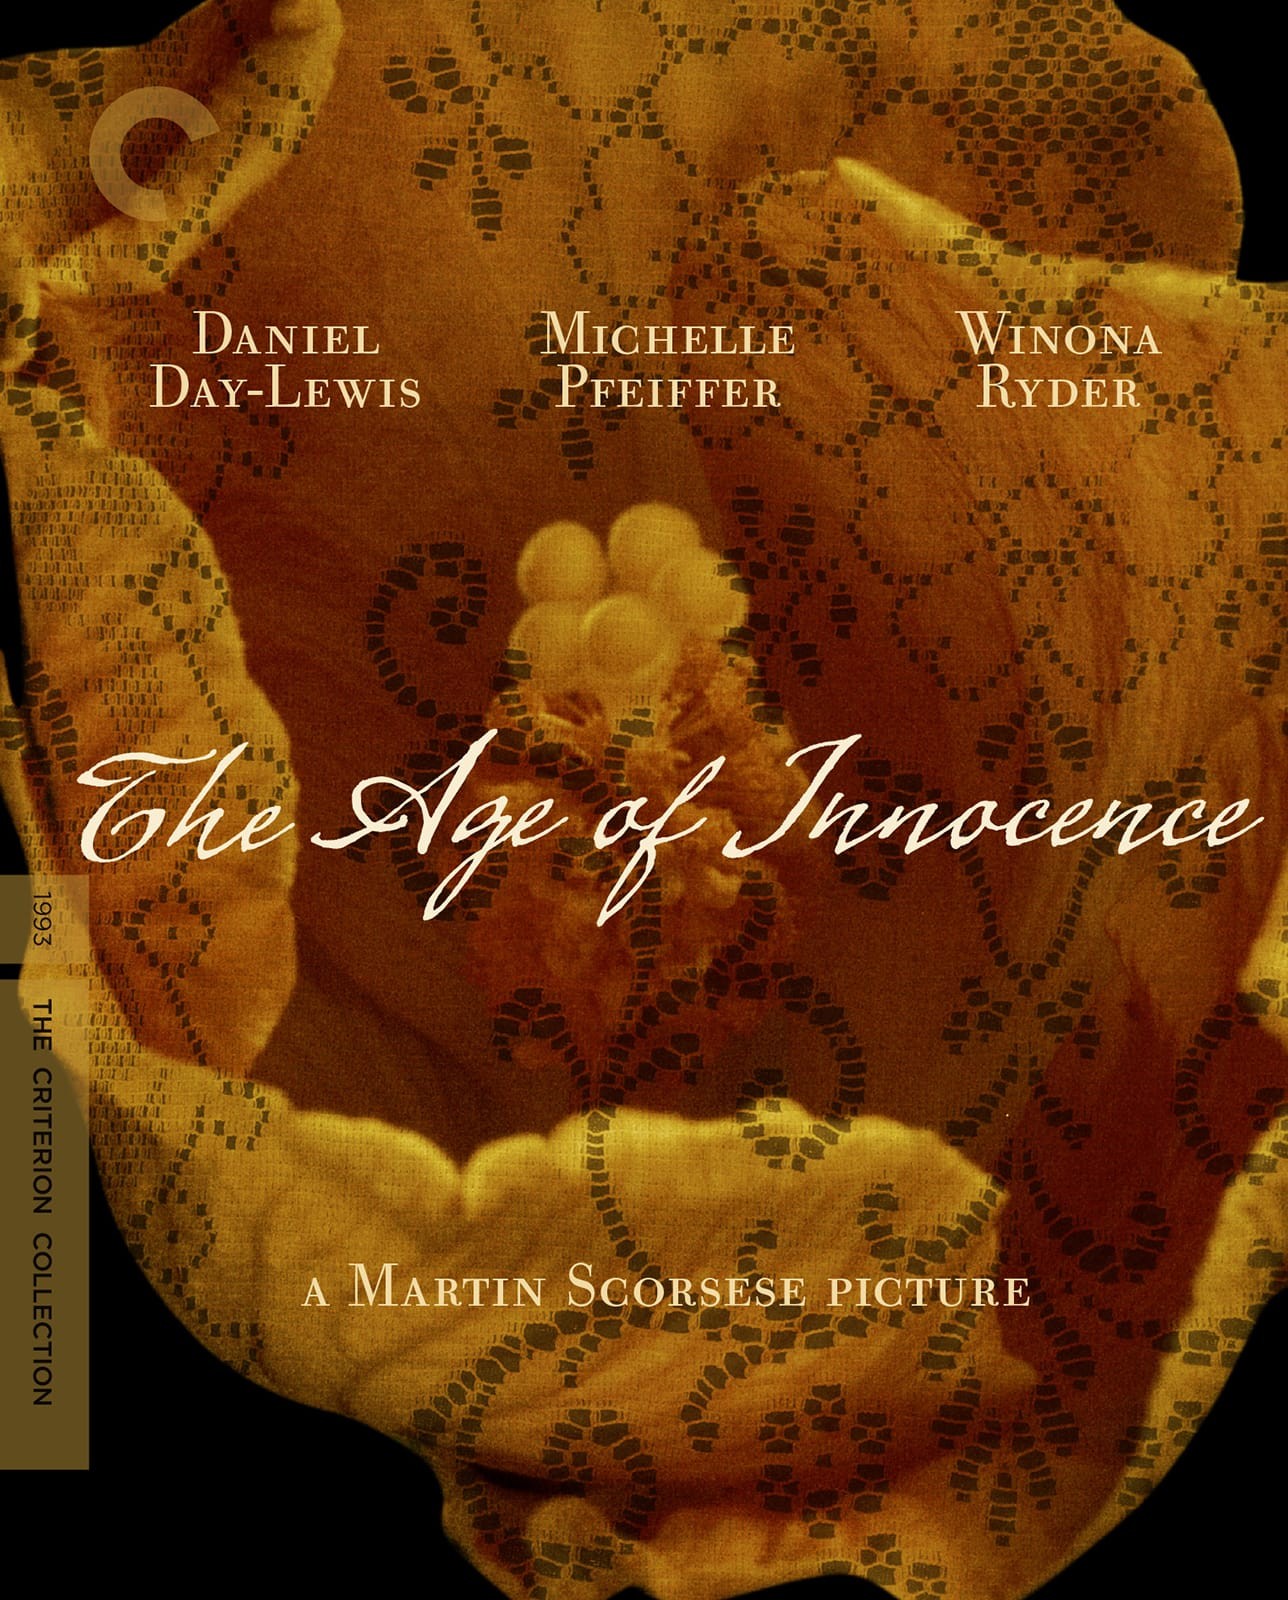 DANIEL
DAY-LEWIS
MICHELLE
PFEIFFER
WINONA
RYDER
The Age of Innocence
1993
THE CRITERION COLLECTION
A MARTIN SCORSESE PICTURE